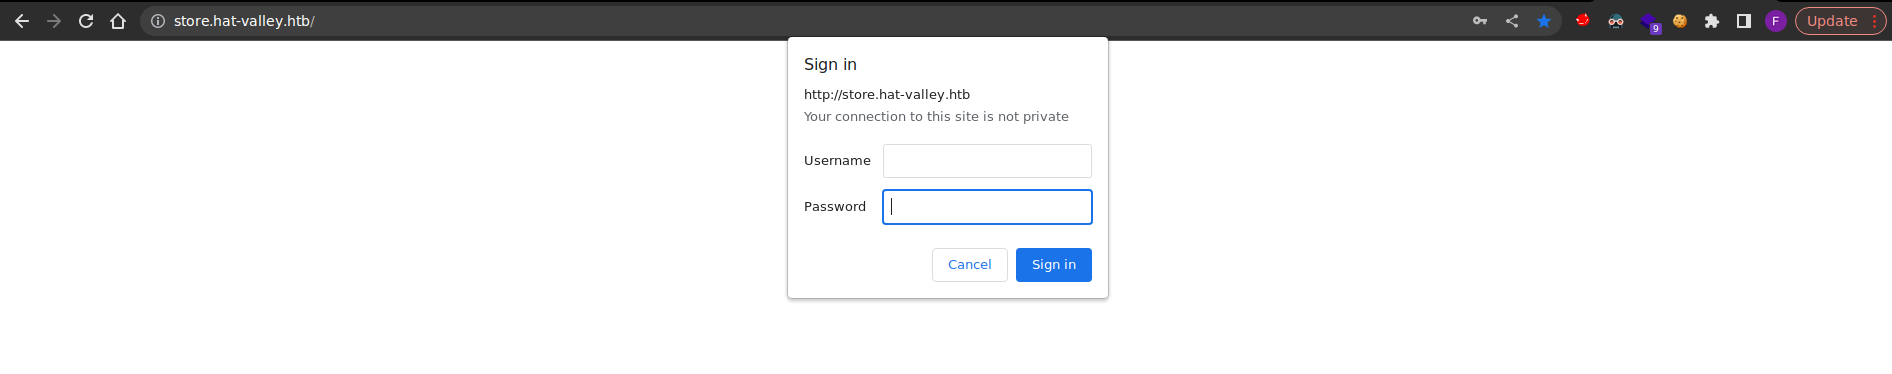 store.hat-valley.htb/
9
F
Update
Sign in
http://store.hat-valley.htb
Your connection to this site is not private
Username
Password
Cancel
Sign in